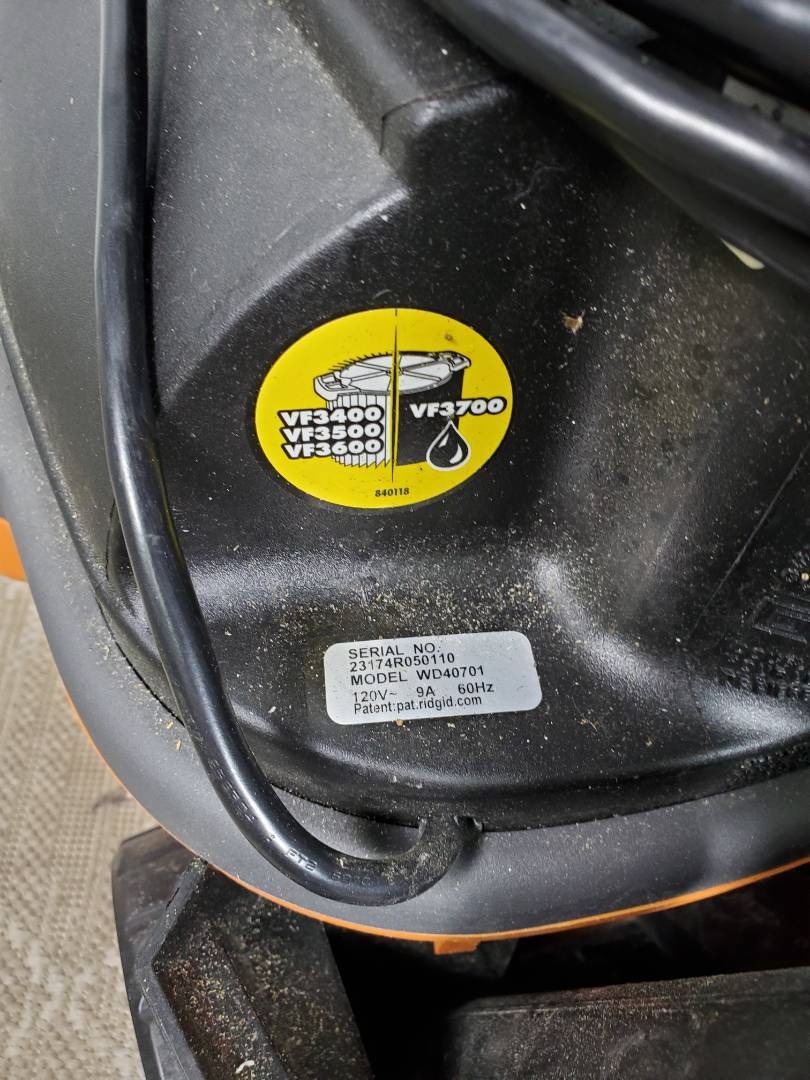 VF3400
VF3500
VF3600
VF3700
840118
SERIAL NO.
23174R050110
MODEL WD40701
120V~ 9A 60Hz
Patent:pat.ridgid.com